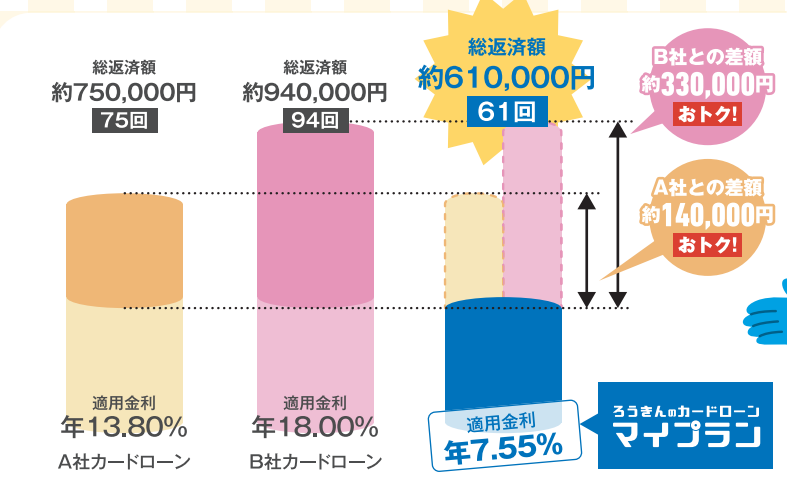 総返済額
約750,000円
75回
総返済額
約940,000円
94回
総返済額
約610,000円
61回
B社との差額
約330,000円
おトク!
A社との差額
約140,000円
おトク!
適用金利
年13.80%
A社カードローン
適用金利
年18.00%
B社カードローン
適用金利
年7.55%
ろうきんのカードローン
マイプラン